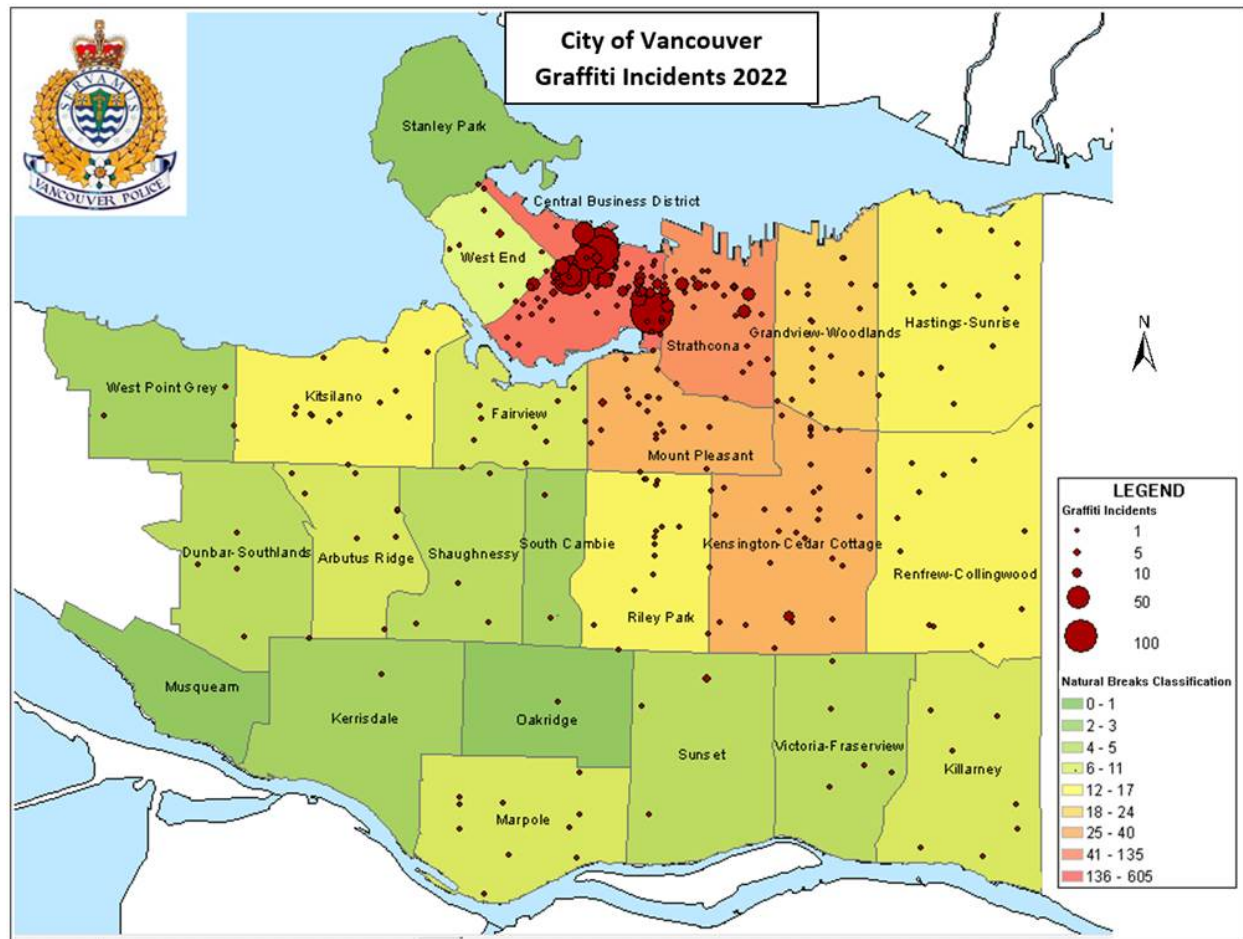 City of Vancouver
Graffiti Incidents 2022
SERVAMUS
VANCOUVER POLICE
Stanley Park
Central Business District
West End
Strathcona
Grandview-Woodlands
Hastings-Sunrise
N
West Point Grey
Kitsilano
Fairview
Mount Pleasant
Dunbar-Southlands
Arbutus Ridge
Shaughnessy
South Cambie
Riley Park
Kensington-Cedar Cottage
Renfrew-Collingwood
Musqueam
Kerrisdale
Oakridge
Marpole
Sunset
Victoria-Fraserview
Killarney
LEGEND
Graffiti Incidents
1
5
10
50
100
Natural Breaks Classification
0 - 1
2 - 3
4 - 5
6 - 11
12 - 17
18 - 24
25 - 40
41 - 135
136 - 605